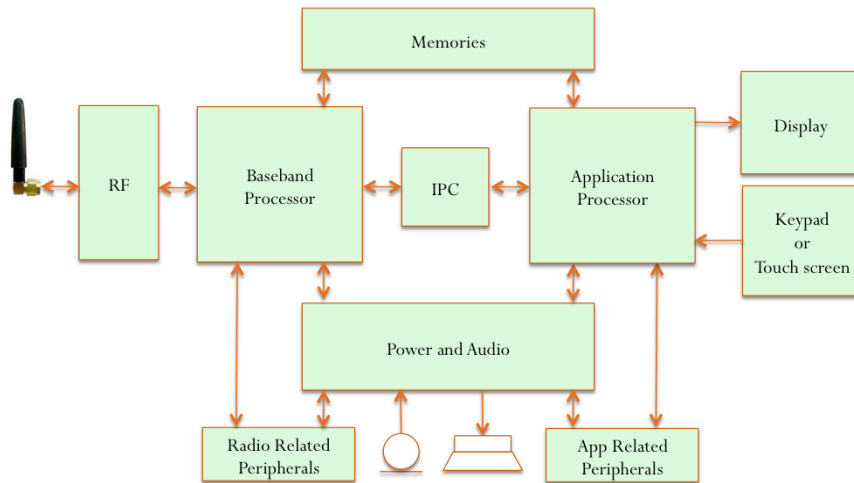 Memories
RF
Baseband
Processor
IPC
Application
Processor
Display
Keypad
or
Touch screen
Power and Audio
Radio Related
Peripherals
App Related
Peripherals